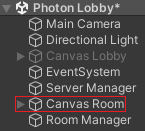 Photon Lobby*
Main Camera
Directional Light
Canvas Lobby
EventSystem
Server Manager
Canvas Room
Room Manager